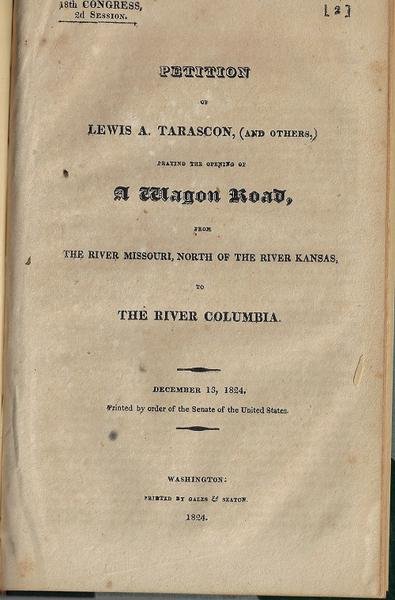 18th CONGRESS,
2d SESSION.
[2]
PETITION
OF
LEWIS A. TARASCON, (AND OTHERS,)
PRAYING THE OPENING OF
A Wagon Road,
FROM
THE RIVER MISSOURI, NORTH OF THE RIVER KANSAS,
TO
THE RIVER COLUMBIA.
DECEMBER 13, 1824.
Printed by order of the Senate of the United States.
WASHINGTON:
PRINTED BY GALES & SEATON.
1824.